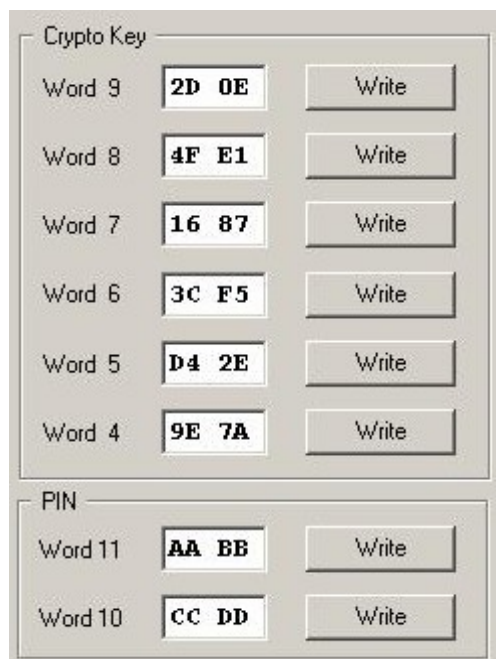 Crypto Key
Word 9 2D 0E Write
Word 8 4F E1 Write
Word 7 16 87 Write
Word 6 3C F5 Write
Word 5 D4 2E Write
Word 4 9E 7A Write
PIN
Word 11 AA BB Write
Word 10 CC DD Write